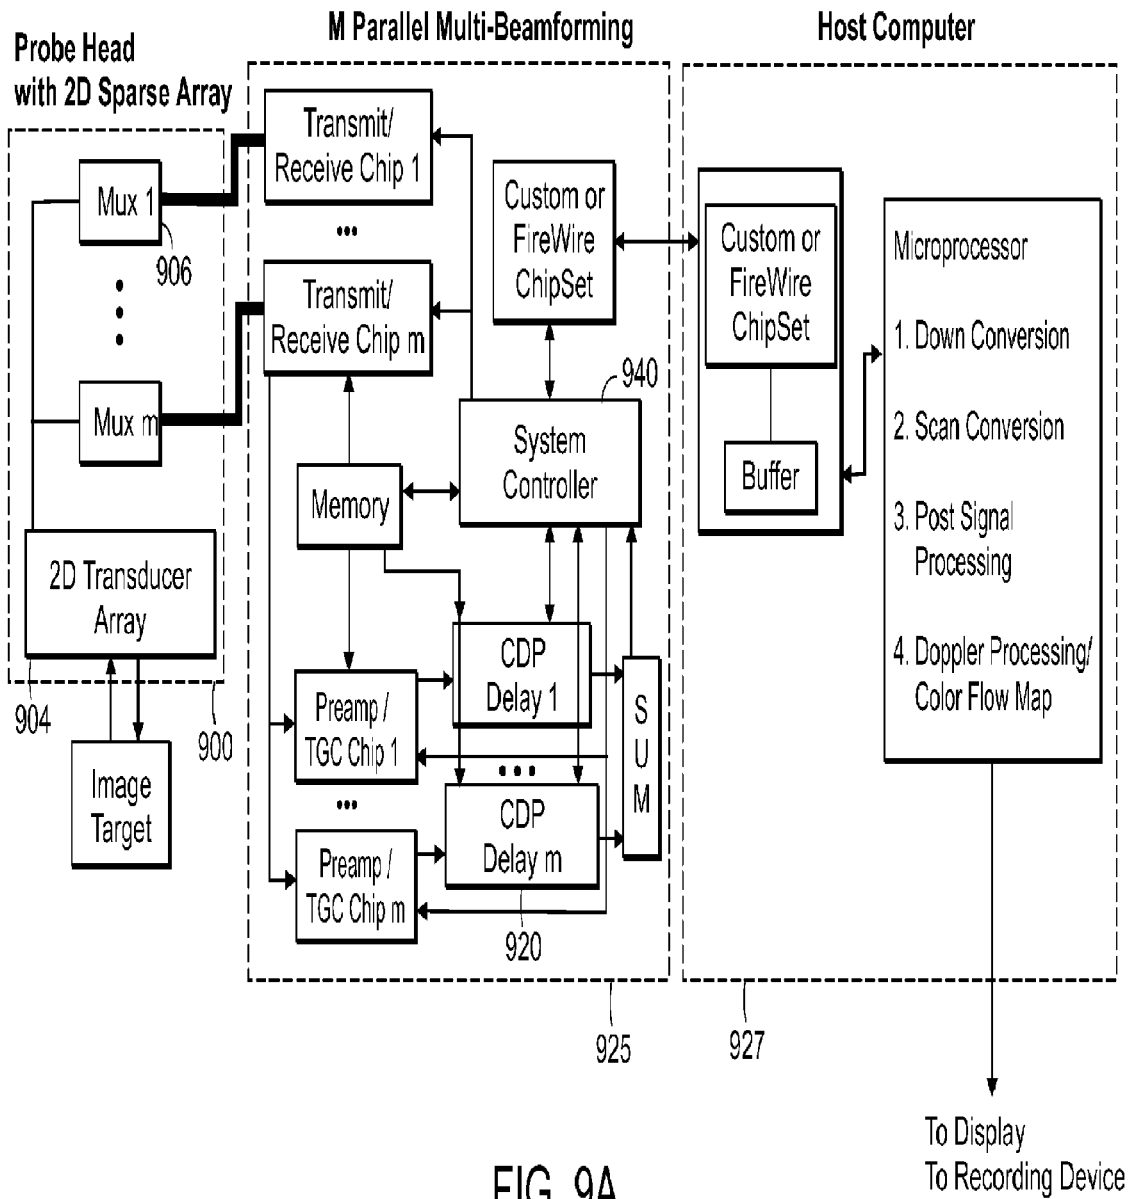 Probe Head
with 2D Sparse Array
M Parallel Multi-Beamforming
Host Computer
Mux 1
906
Mux m
2D Transducer
Array
904
900
Image
Target
Transmit/
Receive Chip 1
•••
Transmit/
Receive Chip m
Custom or
FireWire
ChipSet
940
System
Controller
Memory
CDP
Delay 1
Preamp /
TGC Chip 1
•••
•••
CDP
Delay m
Preamp /
TGC Chip m
920
S
U
M
925
Custom or
FireWire
ChipSet
Buffer
Microprocessor
1. Down Conversion
2. Scan Conversion
3. Post Signal
Processing
4. Doppler Processing/
Color Flow Map
927
To Display
To Recording Device
FIG. 9A